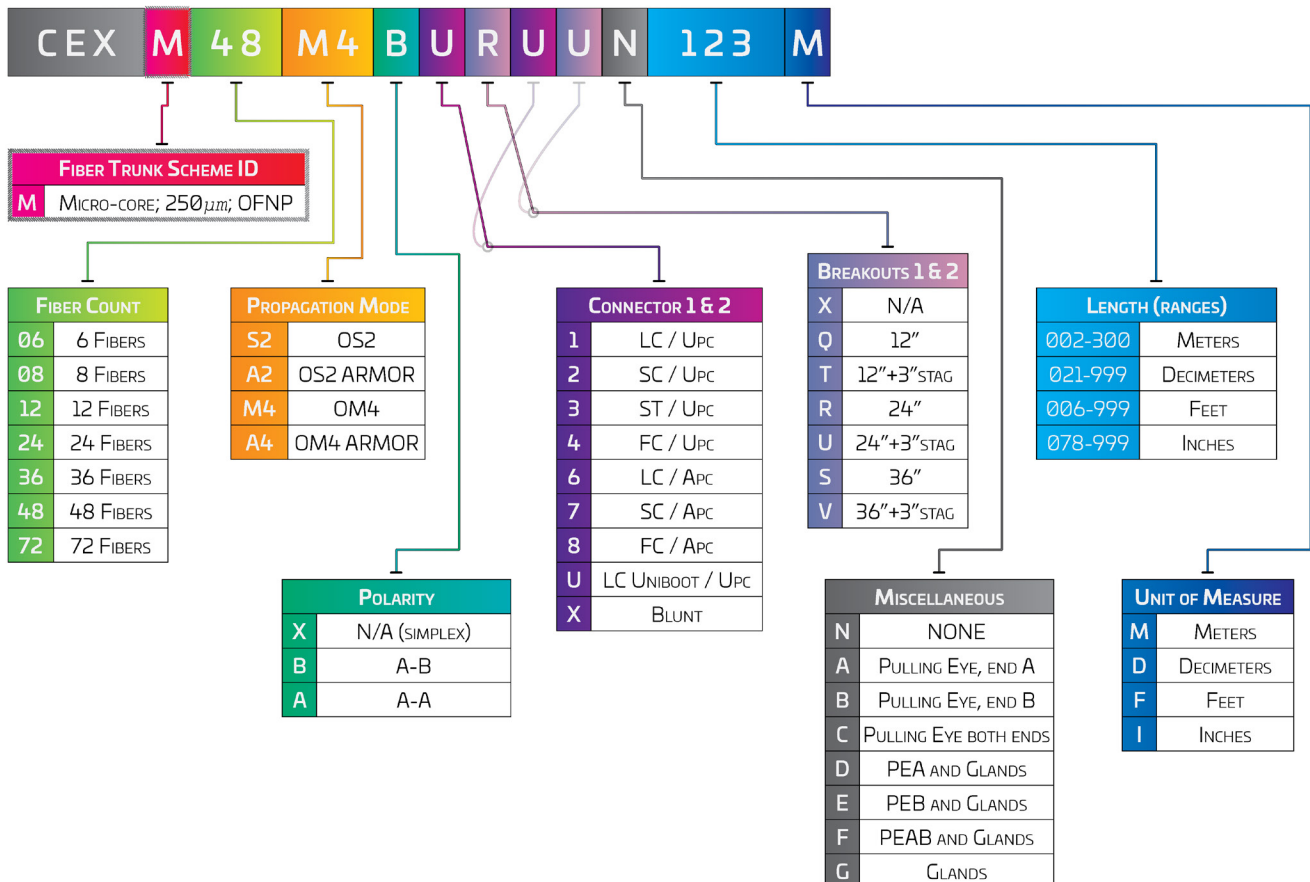 CEX M 48 M4 B U R U U N 123 M
Fiber Trunk Scheme ID
M Micro-core; 250µm; OFNP
Fiber Count
06 6 Fibers
08 8 Fibers
12 12 Fibers
24 24 Fibers
36 36 Fibers
48 48 Fibers
72 72 Fibers
Propagation Mode
S2 OS2
A2 OS2 ARMOR
M4 OM4
A4 OM4 ARMOR
Polarity
X N/A (simplex)
B A-B
A A-A
Connector 1 & 2
1 LC / Upc
2 SC / Upc
3 ST / Upc
4 FC / Upc
6 LC / Apc
7 SC / Apc
8 FC / Apc
U LC Uniboot / Upc
X Blunt
Breakouts 1 & 2
X N/A
Q 12"
T 12"+3"stag
R 24"
U 24"+3"stag
S 36"
V 36"+3"stag
Miscellaneous
N NONE
A Pulling Eye, end A
B Pulling Eye, end B
C Pulling Eye both ends
D PEA and Glands
E PEB and Glands
F PEAB and Glands
G Glands
Length (ranges)
002-300 Meters
021-999 Decimeters
006-999 Feet
078-999 Inches
Unit of Measure
M Meters
D Decimeters
F Feet
I Inches